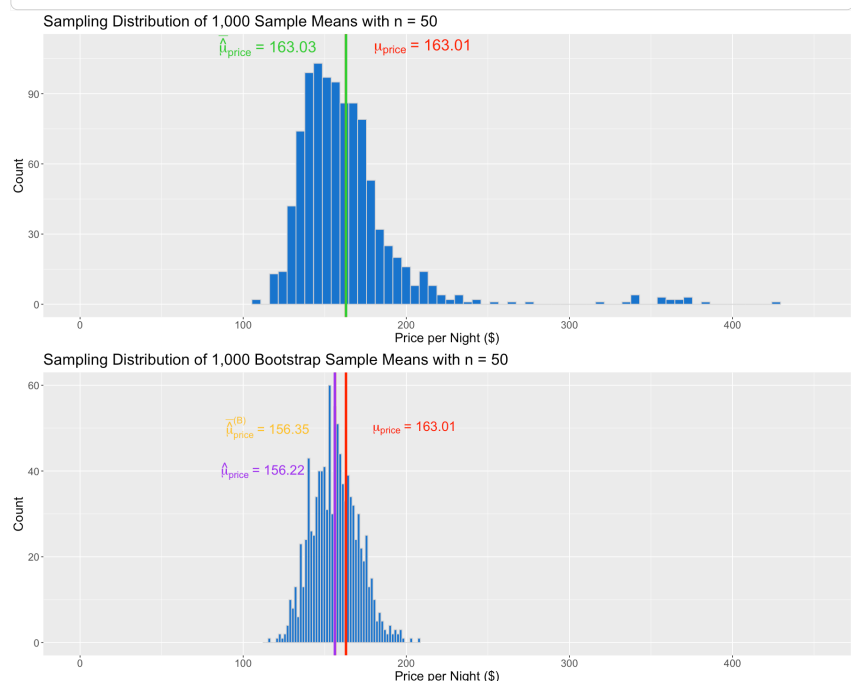 Sampling Distribution of 1,000 Sample Means with n = 50
μ̂̅price = 163.03
μprice = 163.01
90
60
30
0
Count
0 100 200 300 400
Price per Night ($)
Sampling Distribution of 1,000 Bootstrap Sample Means with n = 50
μ̂̅(B)price = 156.35
μprice = 163.01
μ̂price = 156.22
60
40
20
0
Count
0 100 200 300 400
Price per Night ($)